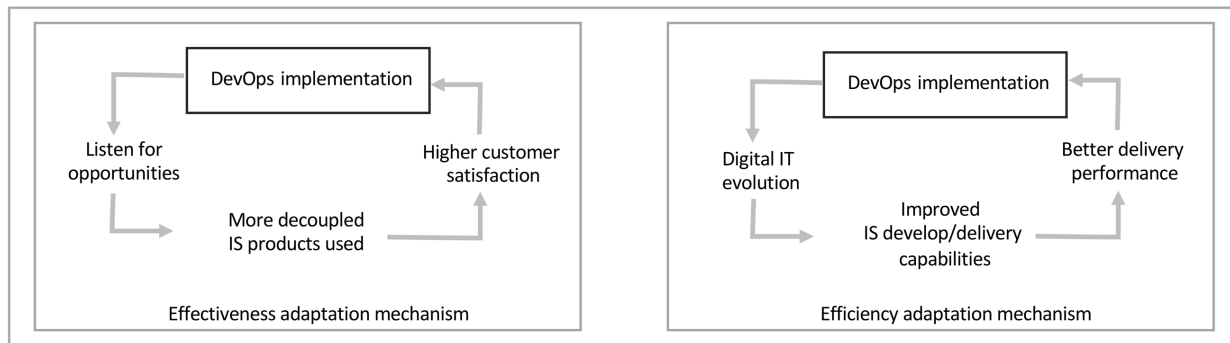 DevOps implementation
Listen for
opportunities
More decoupled
IS products used
Higher customer
satisfaction
Effectiveness adaptation mechanism
DevOps implementation
Digital IT
evolution
Improved
IS develop/delivery
capabilities
Better delivery
performance
Efficiency adaptation mechanism